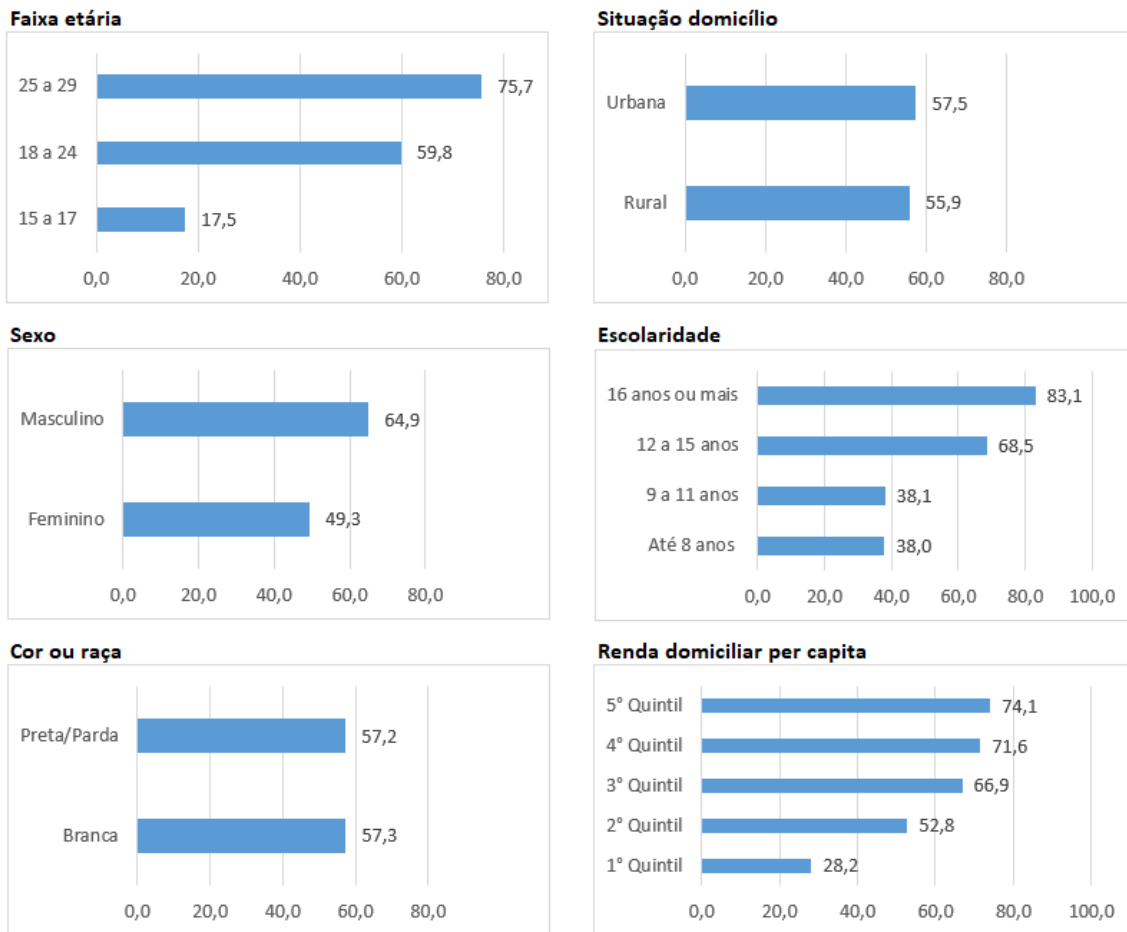 Faixa etária
25 a 29 75,7
18 a 24 59,8
15 a 17 17,5
0,0 20,0 40,0 60,0 80,0
Situação domicílio
Urbana 57,5
Rural 55,9
0,0 20,0 40,0 60,0 80,0
Sexo
Masculino 64,9
Feminino 49,3
0,0 20,0 40,0 60,0 80,0
Escolaridade
16 anos ou mais 83,1
12 a 15 anos 68,5
9 a 11 anos 38,1
Até 8 anos 38,0
0,0 20,0 40,0 60,0 80,0 100,0
Cor ou raça
Preta/Parda 57,2
Branca 57,3
0,0 20,0 40,0 60,0 80,0
Renda domiciliar per capita
5° Quintil 74,1
4° Quintil 71,6
3° Quintil 66,9
2° Quintil 52,8
1° Quintil 28,2
0,0 20,0 40,0 60,0 80,0 100,0